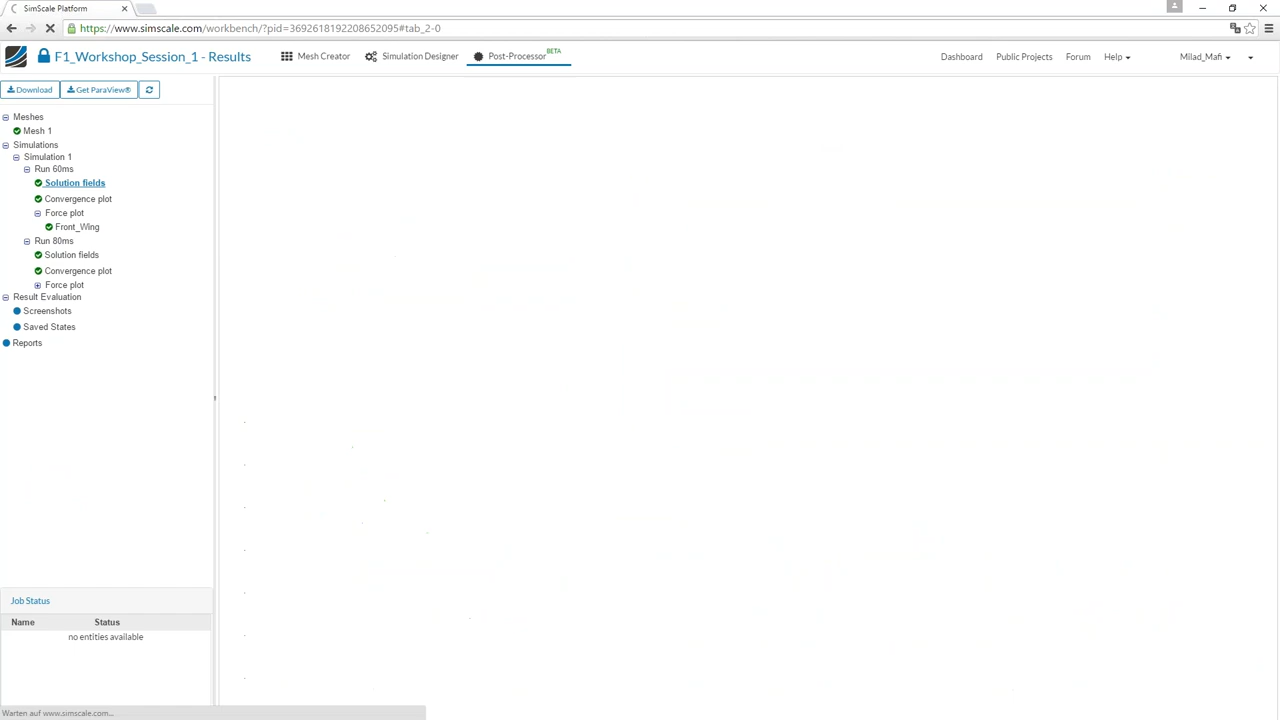 SimScale Platform
https://www.simscale.com/workbench/?pid=3692618192208652095#tab_2-0
F1_Workshop_Session_1 - Results
Mesh Creator
Simulation Designer
Post-Processor BETA
Dashboard
Public Projects
Forum
Help
Milad_Mafi
Download
Get ParaView®
Meshes
Mesh 1
Simulations
Simulation 1
Run 60ms
Solution fields
Convergence plot
Force plot
Front_Wing
Run 80ms
Solution fields
Convergence plot
Force plot
Result Evaluation
Screenshots
Saved States
Reports
Job Status
Name Status
no entities available
Warten auf www.simscale.com...